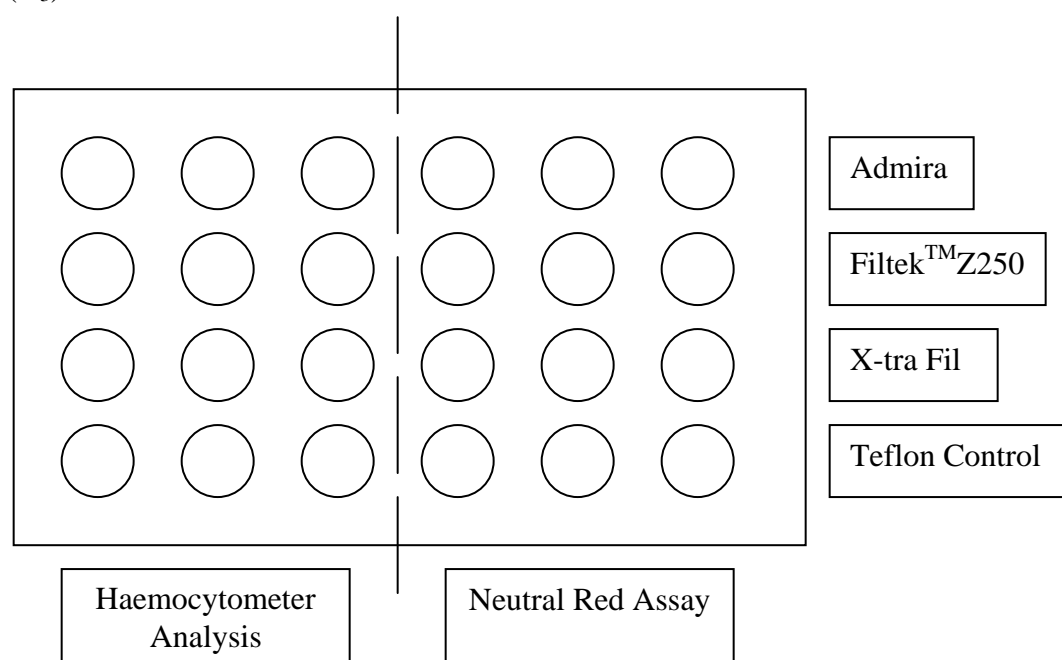 Admira
Filtek™Z250
X-tra Fil
Teflon Control
Haemocytometer
Analysis
Neutral Red Assay